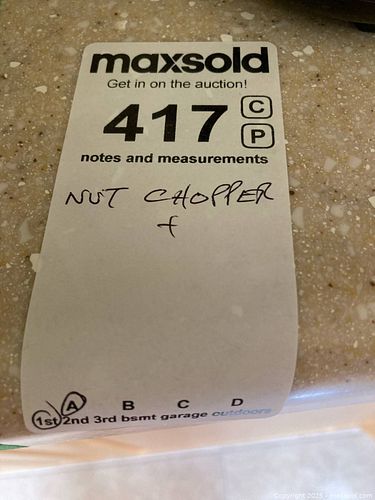 maxsold
Get in on the auction!
417 C
P
notes and measurements
NUT CHOPPER
+
A B C D
1st 2nd 3rd bsmt garage outdoors